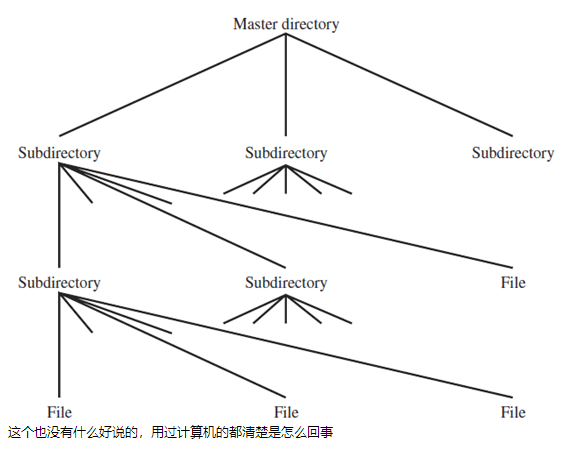 Master directory
Subdirectory Subdirectory Subdirectory
Subdirectory Subdirectory File
File File File
这个也没有什么好说的，用过计算机的都清楚是怎么回事